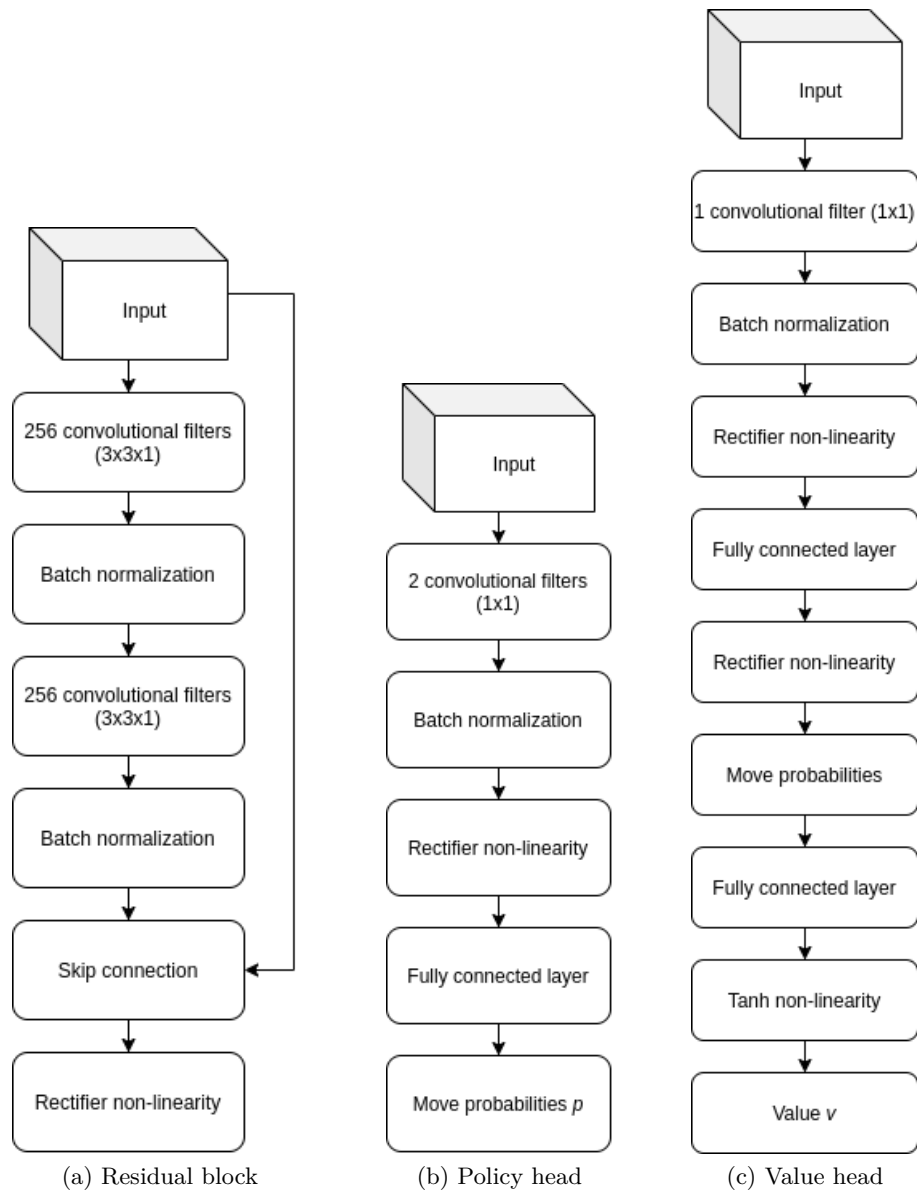 Input
256 convolutional filters
(3x3x1)
Batch normalization
256 convolutional filters
(3x3x1)
Batch normalization
Skip connection
Rectifier non-linearity
(a) Residual block
Input
2 convolutional filters
(1x1)
Batch normalization
Rectifier non-linearity
Fully connected layer
Move probabilities p
(b) Policy head
Input
1 convolutional filter (1x1)
Batch normalization
Rectifier non-linearity
Fully connected layer
Rectifier non-linearity
Move probabilities
Fully connected layer
Tanh non-linearity
Value v
(c) Value head